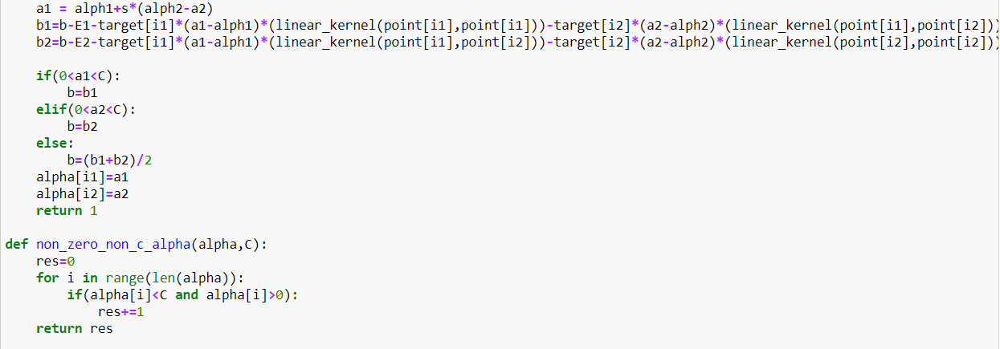 a1 = alph1+s*(alph2-a2)
    b1=b-E1-target[i1]*(a1-alph1)*(linear_kernel(point[i1],point[i1]))-target[i2]*(a2-alph2)*(linear_kernel(point[i1],point[i2]))
    b2=b-E2-target[i1]*(a1-alph1)*(linear_kernel(point[i1],point[i2]))-target[i2]*(a2-alph2)*(linear_kernel(point[i2],point[i2]))

    if(0<a1<C):
        b=b1
    elif(0<a2<C):
        b=b2
    else:
        b=(b1+b2)/2
    alpha[i1]=a1
    alpha[i2]=a2
    return 1

def non_zero_non_c_alpha(alpha,C):
    res=0
    for i in range(len(alpha)):
        if(alpha[i]<C and alpha[i]>0):
            res+=1
    return res